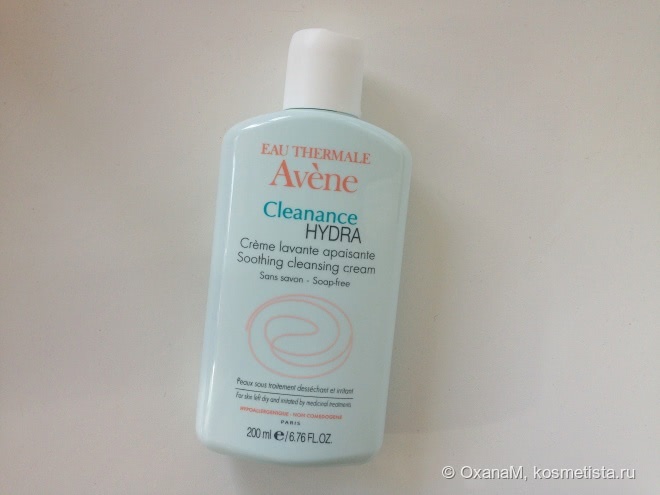 EAU THERMALE
Avène
Cleanance
HYDRA
Crème lavante apaisante
Soothing cleansing cream
Sans savon - Soap-free
Peaux sous traitement desséchant et irritant
For skin left dry and irritated by medicinal treatments
HYPOALLERGÉNIQUE - NON COMÉDOGÈNE
PARIS
200 ml e/6.76 FL.OZ.
© OxanaM, kosmetista.ru